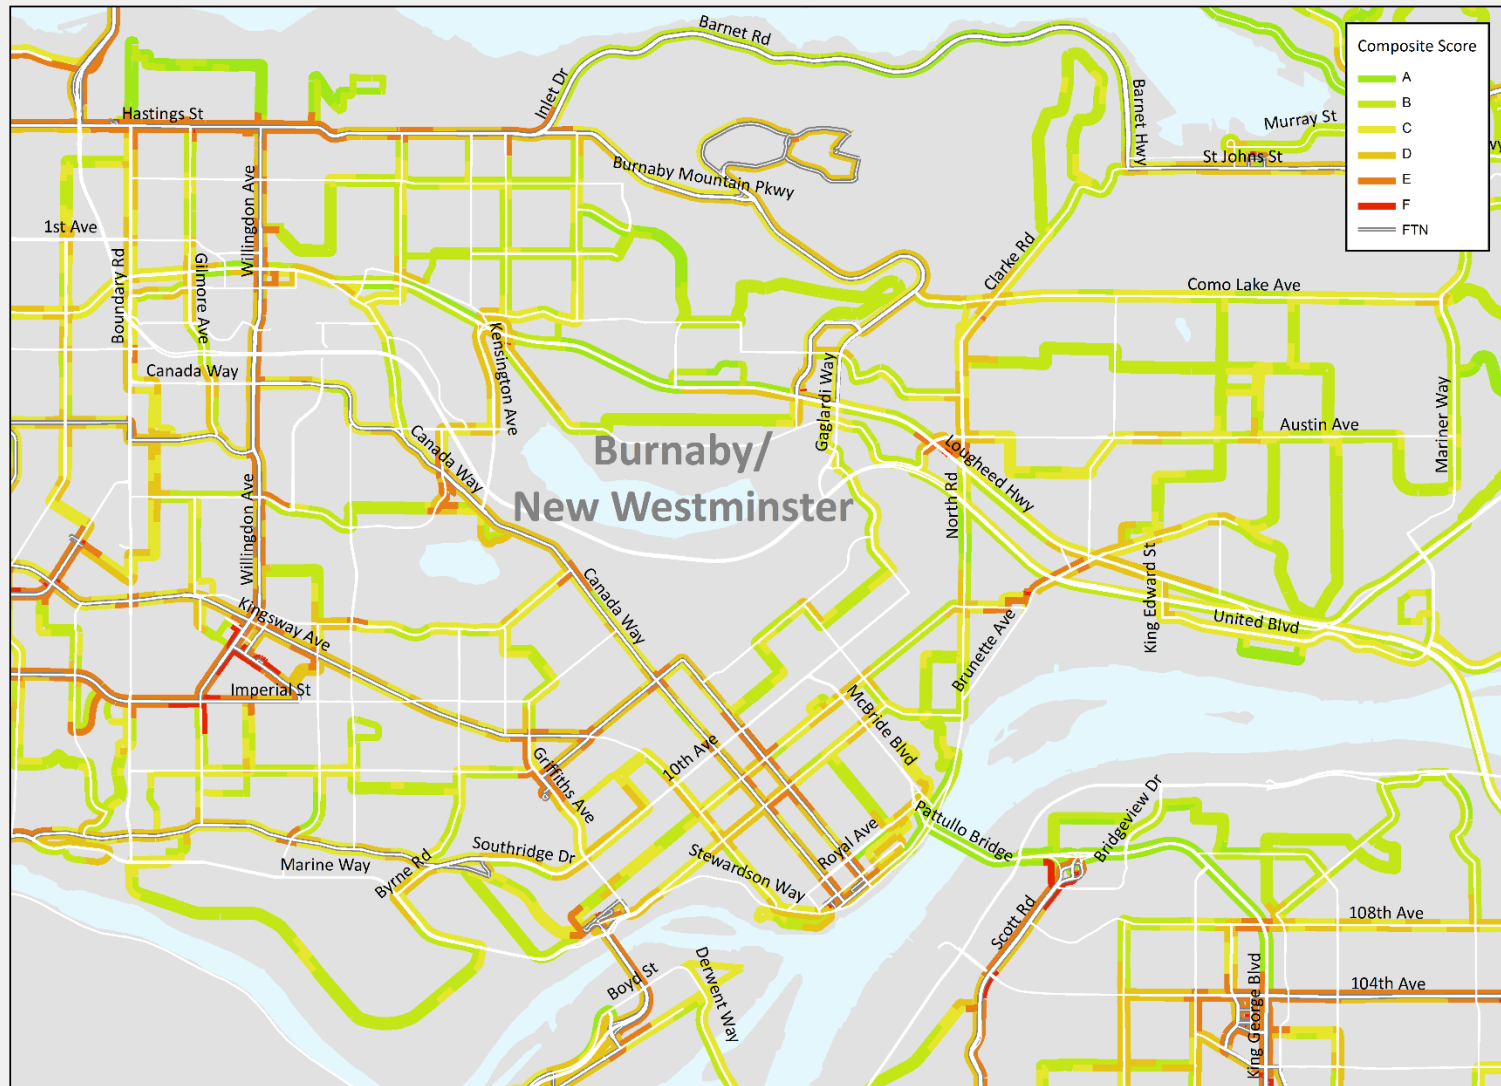 Barnet Rd
Composite Score
A
B
C
D
E
F
FTN
Inlet Dr
Barnet Hwy
Hastings St
Murray St
St Johns St
Burnaby Mountain Pkwy
Willingdon Ave
1st Ave
Boundary Rd
Gilmore Ave
Clarke Rd
Como Lake Ave
Kensington Ave
Canada Way
Gaglardi Way
Mariner Way
Austin Ave
Canada Way
Burnaby/
New Westminster
Lougheed Hwy
North Rd
Willingdon Ave
King Edward St
Canada Way
Kingsway Ave
United Blvd
Brunette Ave
Imperial St
McBride Blvd
10th Ave
Griffiths Ave
Bridgeview Dr
Pattullo Bridge
Royal Ave
Southridge Dr
Stewardson Way
Marine Way
Byrne Rd
Scott Rd
108th Ave
Boyd St
Derwent Way
King George Blvd
104th Ave